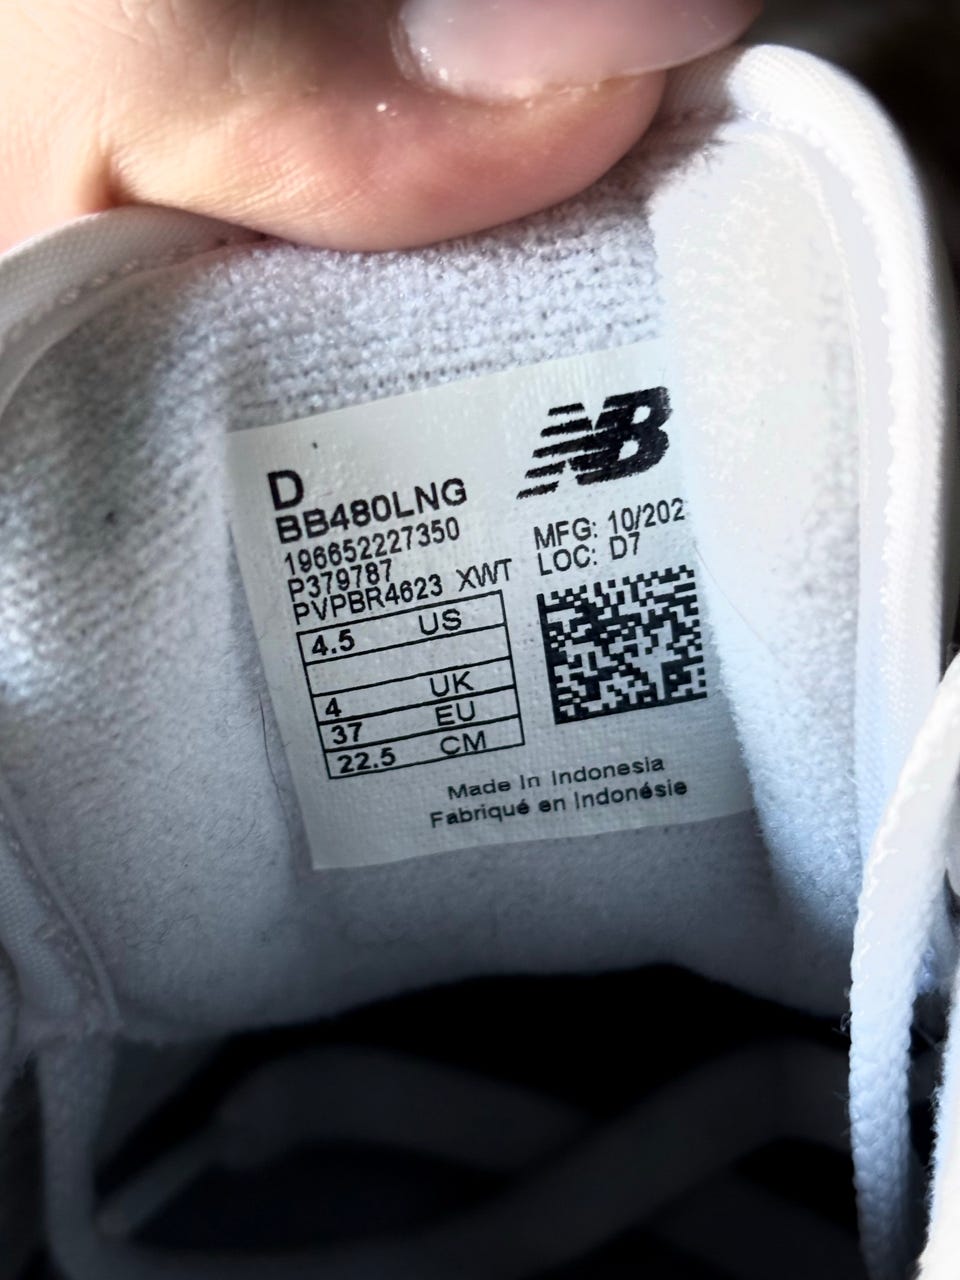 NB
D
BB480LNG
196652227350
P379787
PVPBR4623 XWT
MFG: 10/202
LOC: D7
4.5 US
4 UK
37 EU
22.5 CM
Made In Indonesia
Fabriqué en Indonésie